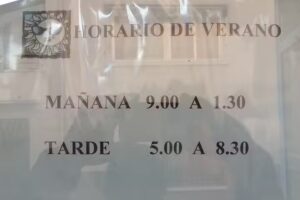 HORARIO DE VERANO
MAÑANA 9.00 A 1.30
TARDE 5.00 A 8.30